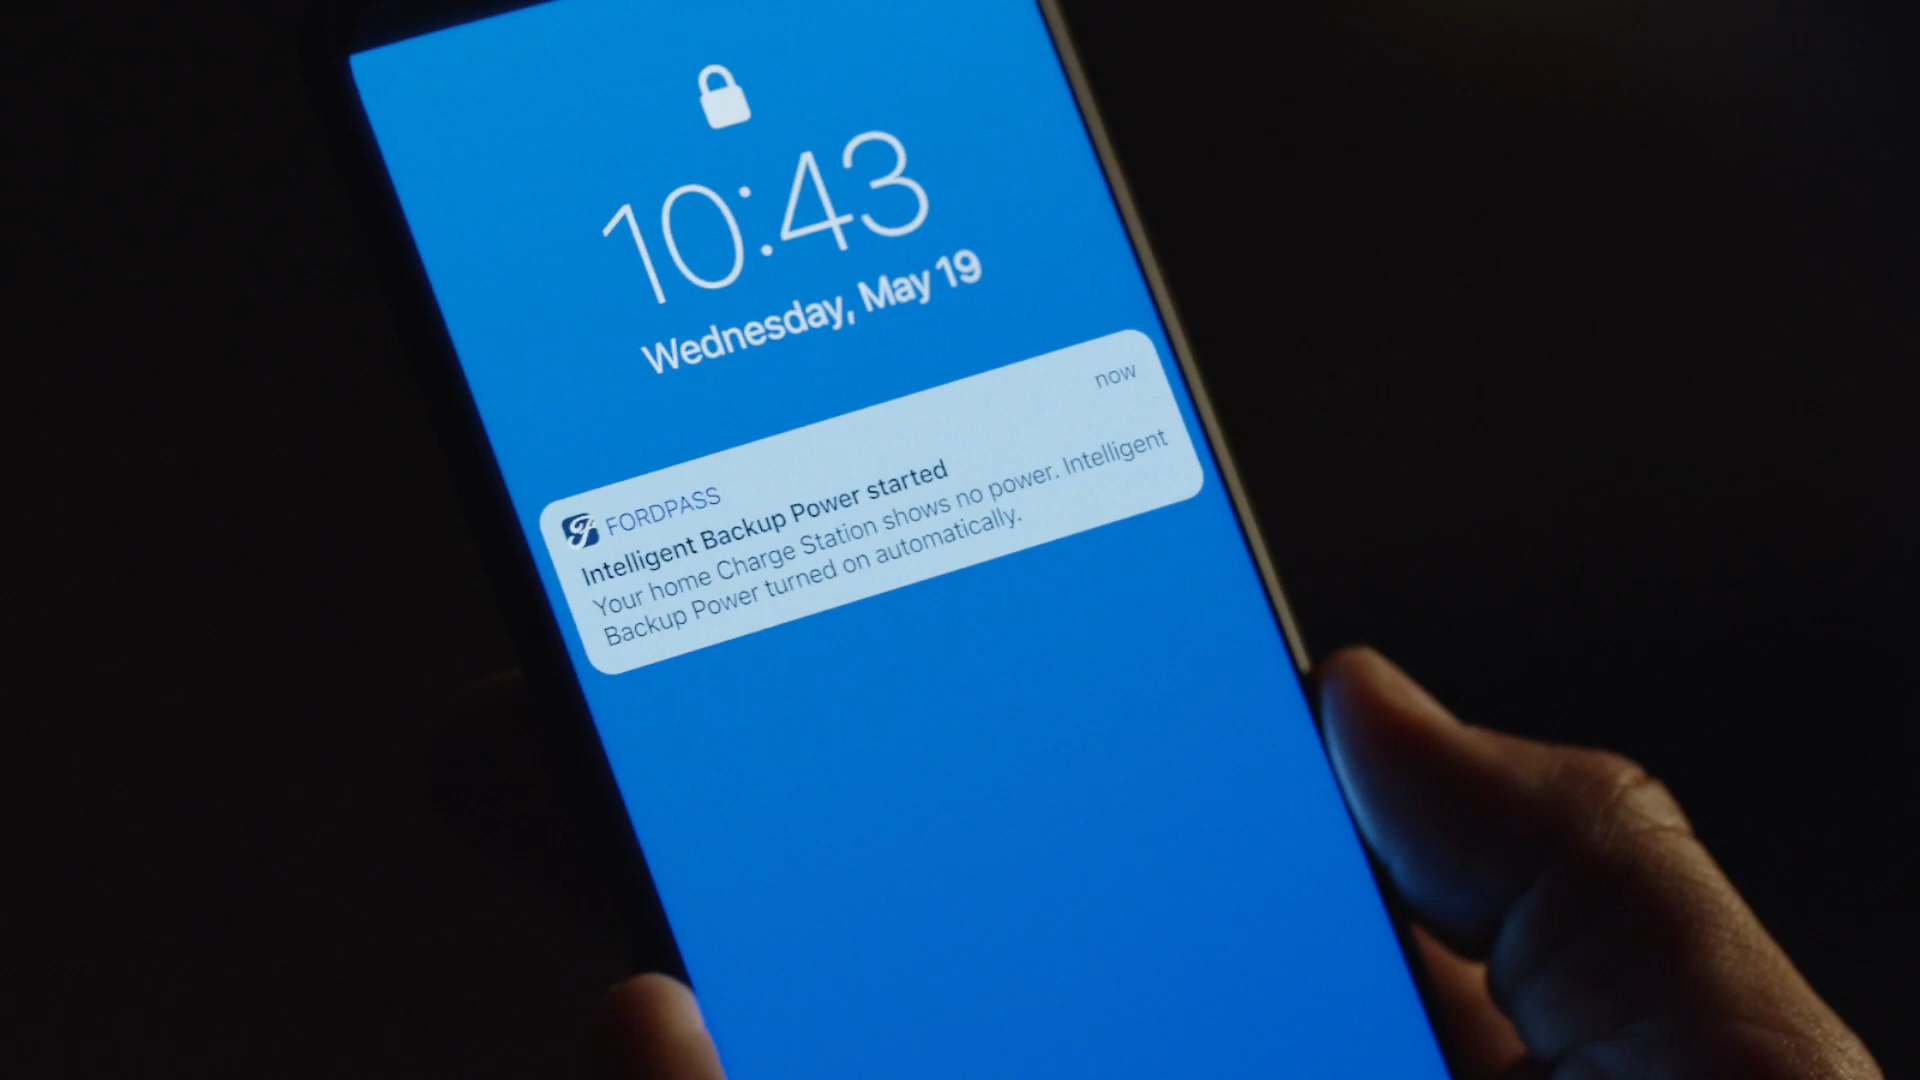 10:43
Wednesday, May 19
FORDPASS now
Intelligent Backup Power started
Your home Charge Station shows no power. Intelligent
Backup Power turned on automatically.